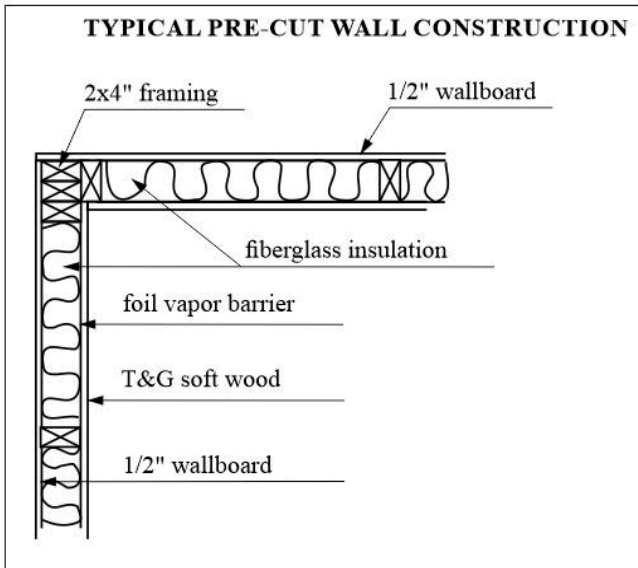 TYPICAL PRE-CUT WALL CONSTRUCTION
2x4" framing
1/2" wallboard
fiberglass insulation
foil vapor barrier
T&G soft wood
1/2" wallboard